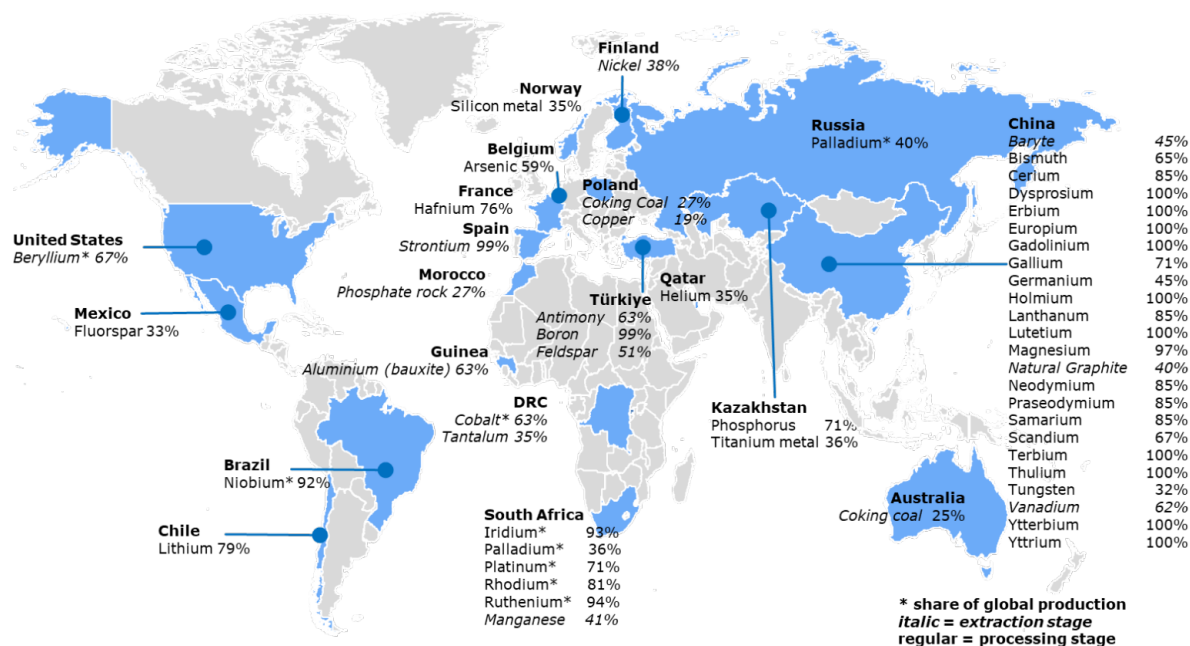 Finland
Nickel 38%
Norway
Silicon metal 35%
Belgium
Arsenic 59%
France
Hafnium 76%
Spain
Strontium 99%
Poland
Coking Coal 27%
Copper 19%
Russia
Palladium* 40%
United States
Beryllium* 67%
Mexico
Fluorspar 33%
Morocco
Phosphate rock 27%
Türkiye
Antimony 63%
Boron 99%
Feldspar 51%
Qatar
Helium 35%
Guinea
Aluminium (bauxite) 63%
DRC
Cobalt* 63%
Tantalum 35%
Kazakhstan
Phosphorus 71%
Titanium metal 36%
Brazil
Niobium* 92%
Chile
Lithium 79%
South Africa
Iridium* 93%
Palladium* 36%
Platinum* 71%
Rhodium* 81%
Ruthenium* 94%
Manganese 41%
Australia
Coking coal 25%
China
Baryte 45%
Bismuth 65%
Cerium 85%
Dysprosium 100%
Erbium 100%
Europium 100%
Gadolinium 100%
Gallium 71%
Germanium 45%
Holmium 100%
Lanthanum 85%
Lutetium 100%
Magnesium 97%
Natural Graphite 40%
Neodymium 85%
Praseodymium 85%
Samarium 85%
Scandium 67%
Terbium 100%
Thulium 100%
Tungsten 32%
Vanadium 62%
Ytterbium 100%
Yttrium 100%
* share of global production
italic = extraction stage
regular = processing stage